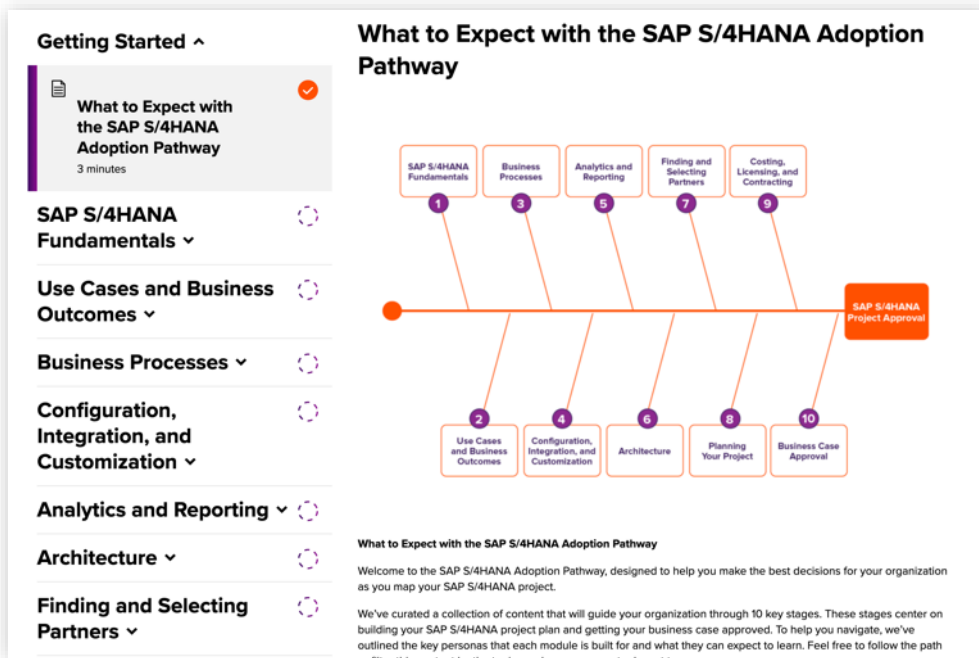 Getting Started
What to Expect with
the SAP S/4HANA
Adoption Pathway
3 minutes
SAP S/4HANA
Fundamentals
Use Cases and Business
Outcomes
Business Processes
Configuration,
Integration, and
Customization
Analytics and Reporting
Architecture
Finding and Selecting
Partners
What to Expect with the SAP S/4HANA Adoption
Pathway
SAP S/4HANA
Fundamentals
1
Business
Processes
3
Analytics and
Reporting
5
Finding and
Selecting
Partners
7
Costing,
Licensing, and
Contracting
9
SAP S/4HANA
Project Approval
2
Use Cases
and Business
Outcomes
4
Configuration,
Integration, and
Customization
6
Architecture
8
Planning
Your Project
10
Business Case
Approval
What to Expect with the SAP S/4HANA Adoption Pathway
Welcome to the SAP S/4HANA Adoption Pathway, designed to help you make the best decisions for your organization
as you map your SAP S/4HANA project.
We've curated a collection of content that will guide your organization through 10 key stages. These stages center on
building your SAP S/4HANA project plan and getting your business case approved. To help you navigate, we've
outlined the key personas that each module is built for and what they can expect to learn. Feel free to follow the path